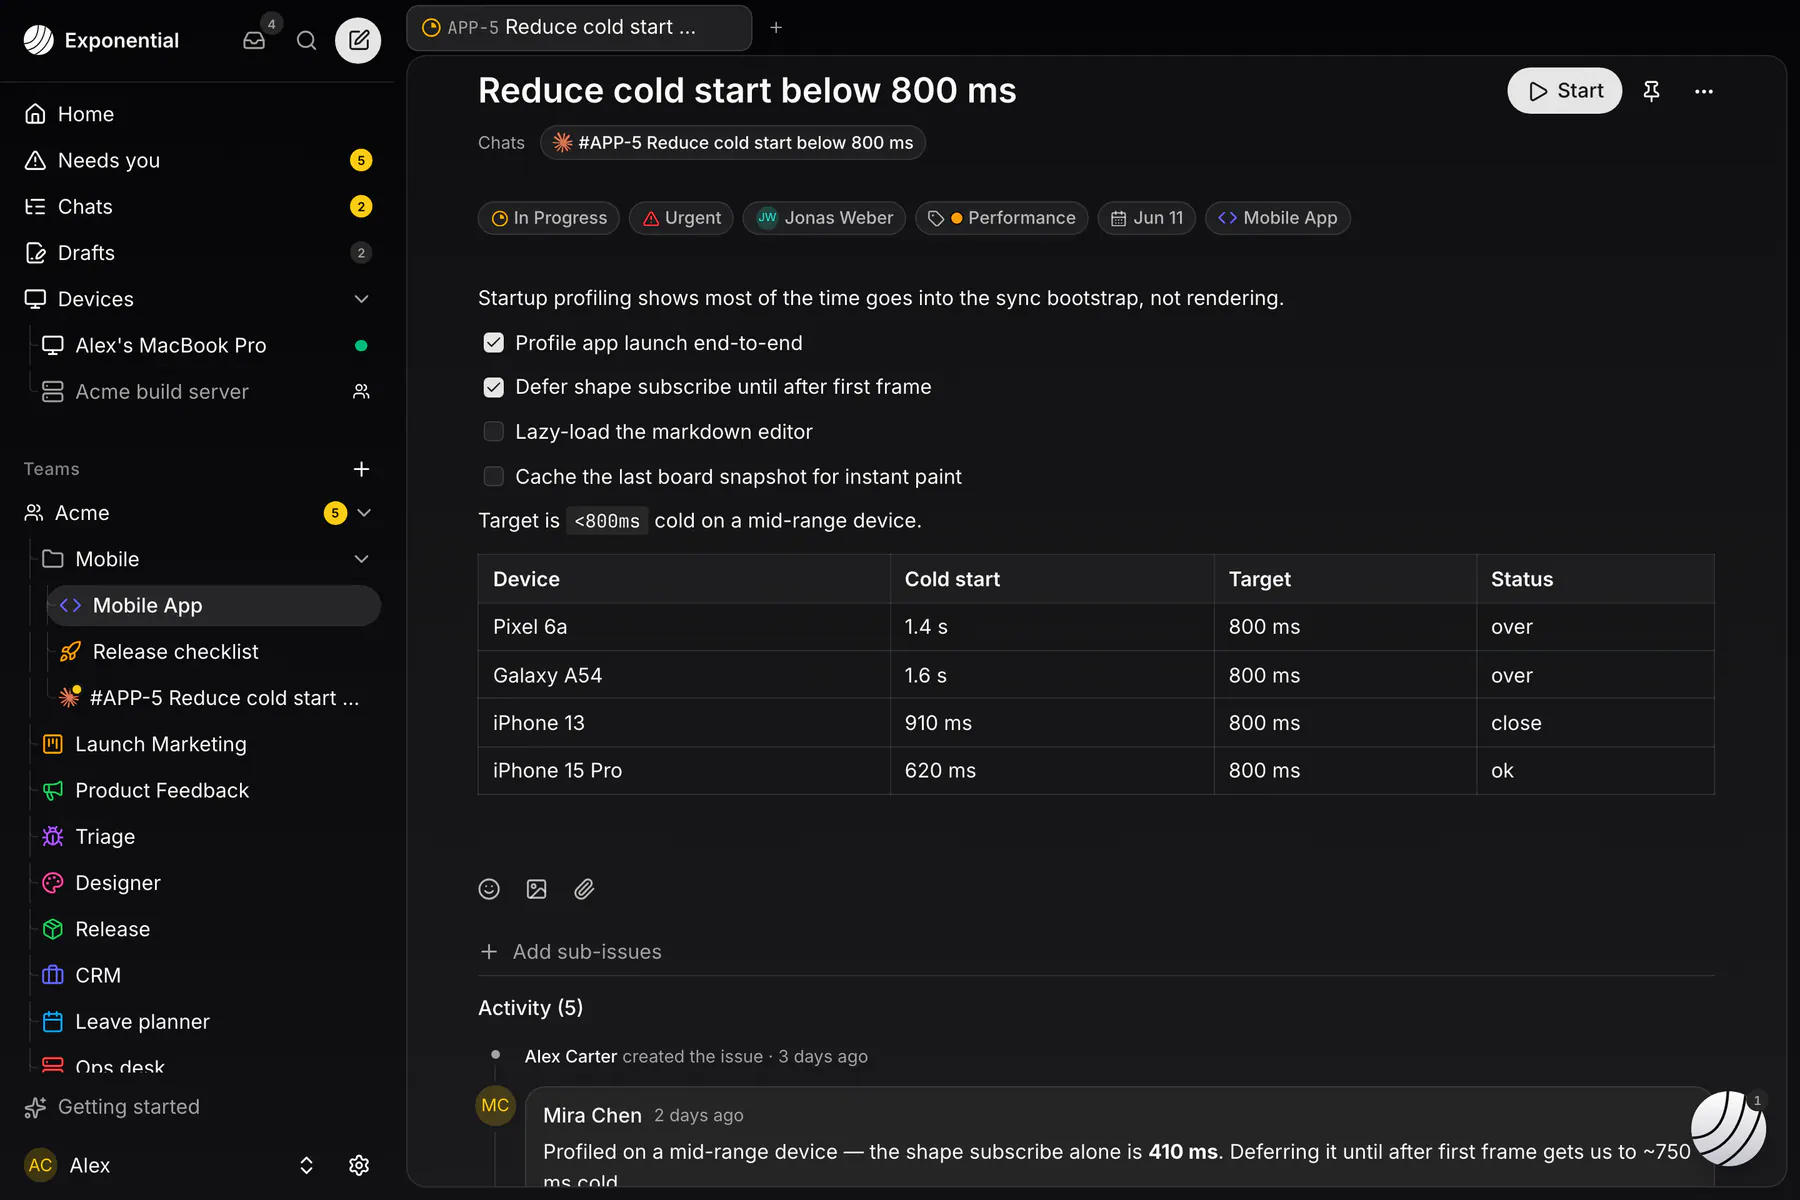 Exponential
4
Home
Needs you
5
Chats
2
Drafts
2
Devices
Alex's MacBook Pro
Acme build server
Teams
Acme
5
Mobile
Mobile App
Release checklist
#APP-5 Reduce cold start ...
Launch Marketing
Product Feedback
Triage
Designer
Release
CRM
Leave planner
Ops desk
Getting started
AC Alex
APP-5 Reduce cold start ...
Reduce cold start below 800 ms
Start
Chats
#APP-5 Reduce cold start below 800 ms
In Progress
Urgent
JW Jonas Weber
Performance
Jun 11
Mobile App
Startup profiling shows most of the time goes into the sync bootstrap, not rendering.
Profile app launch end-to-end
Defer shape subscribe until after first frame
Lazy-load the markdown editor
Cache the last board snapshot for instant paint
Target is <800ms cold on a mid-range device.
Device Cold start Target Status
Pixel 6a 1.4 s 800 ms over
Galaxy A54 1.6 s 800 ms over
iPhone 13 910 ms 800 ms close
iPhone 15 Pro 620 ms 800 ms ok
Add sub-issues
Activity (5)
Alex Carter created the issue · 3 days ago
MC
Mira Chen 2 days ago
Profiled on a mid-range device — the shape subscribe alone is 410 ms. Deferring it until after first frame gets us to ~750
ms cold
1